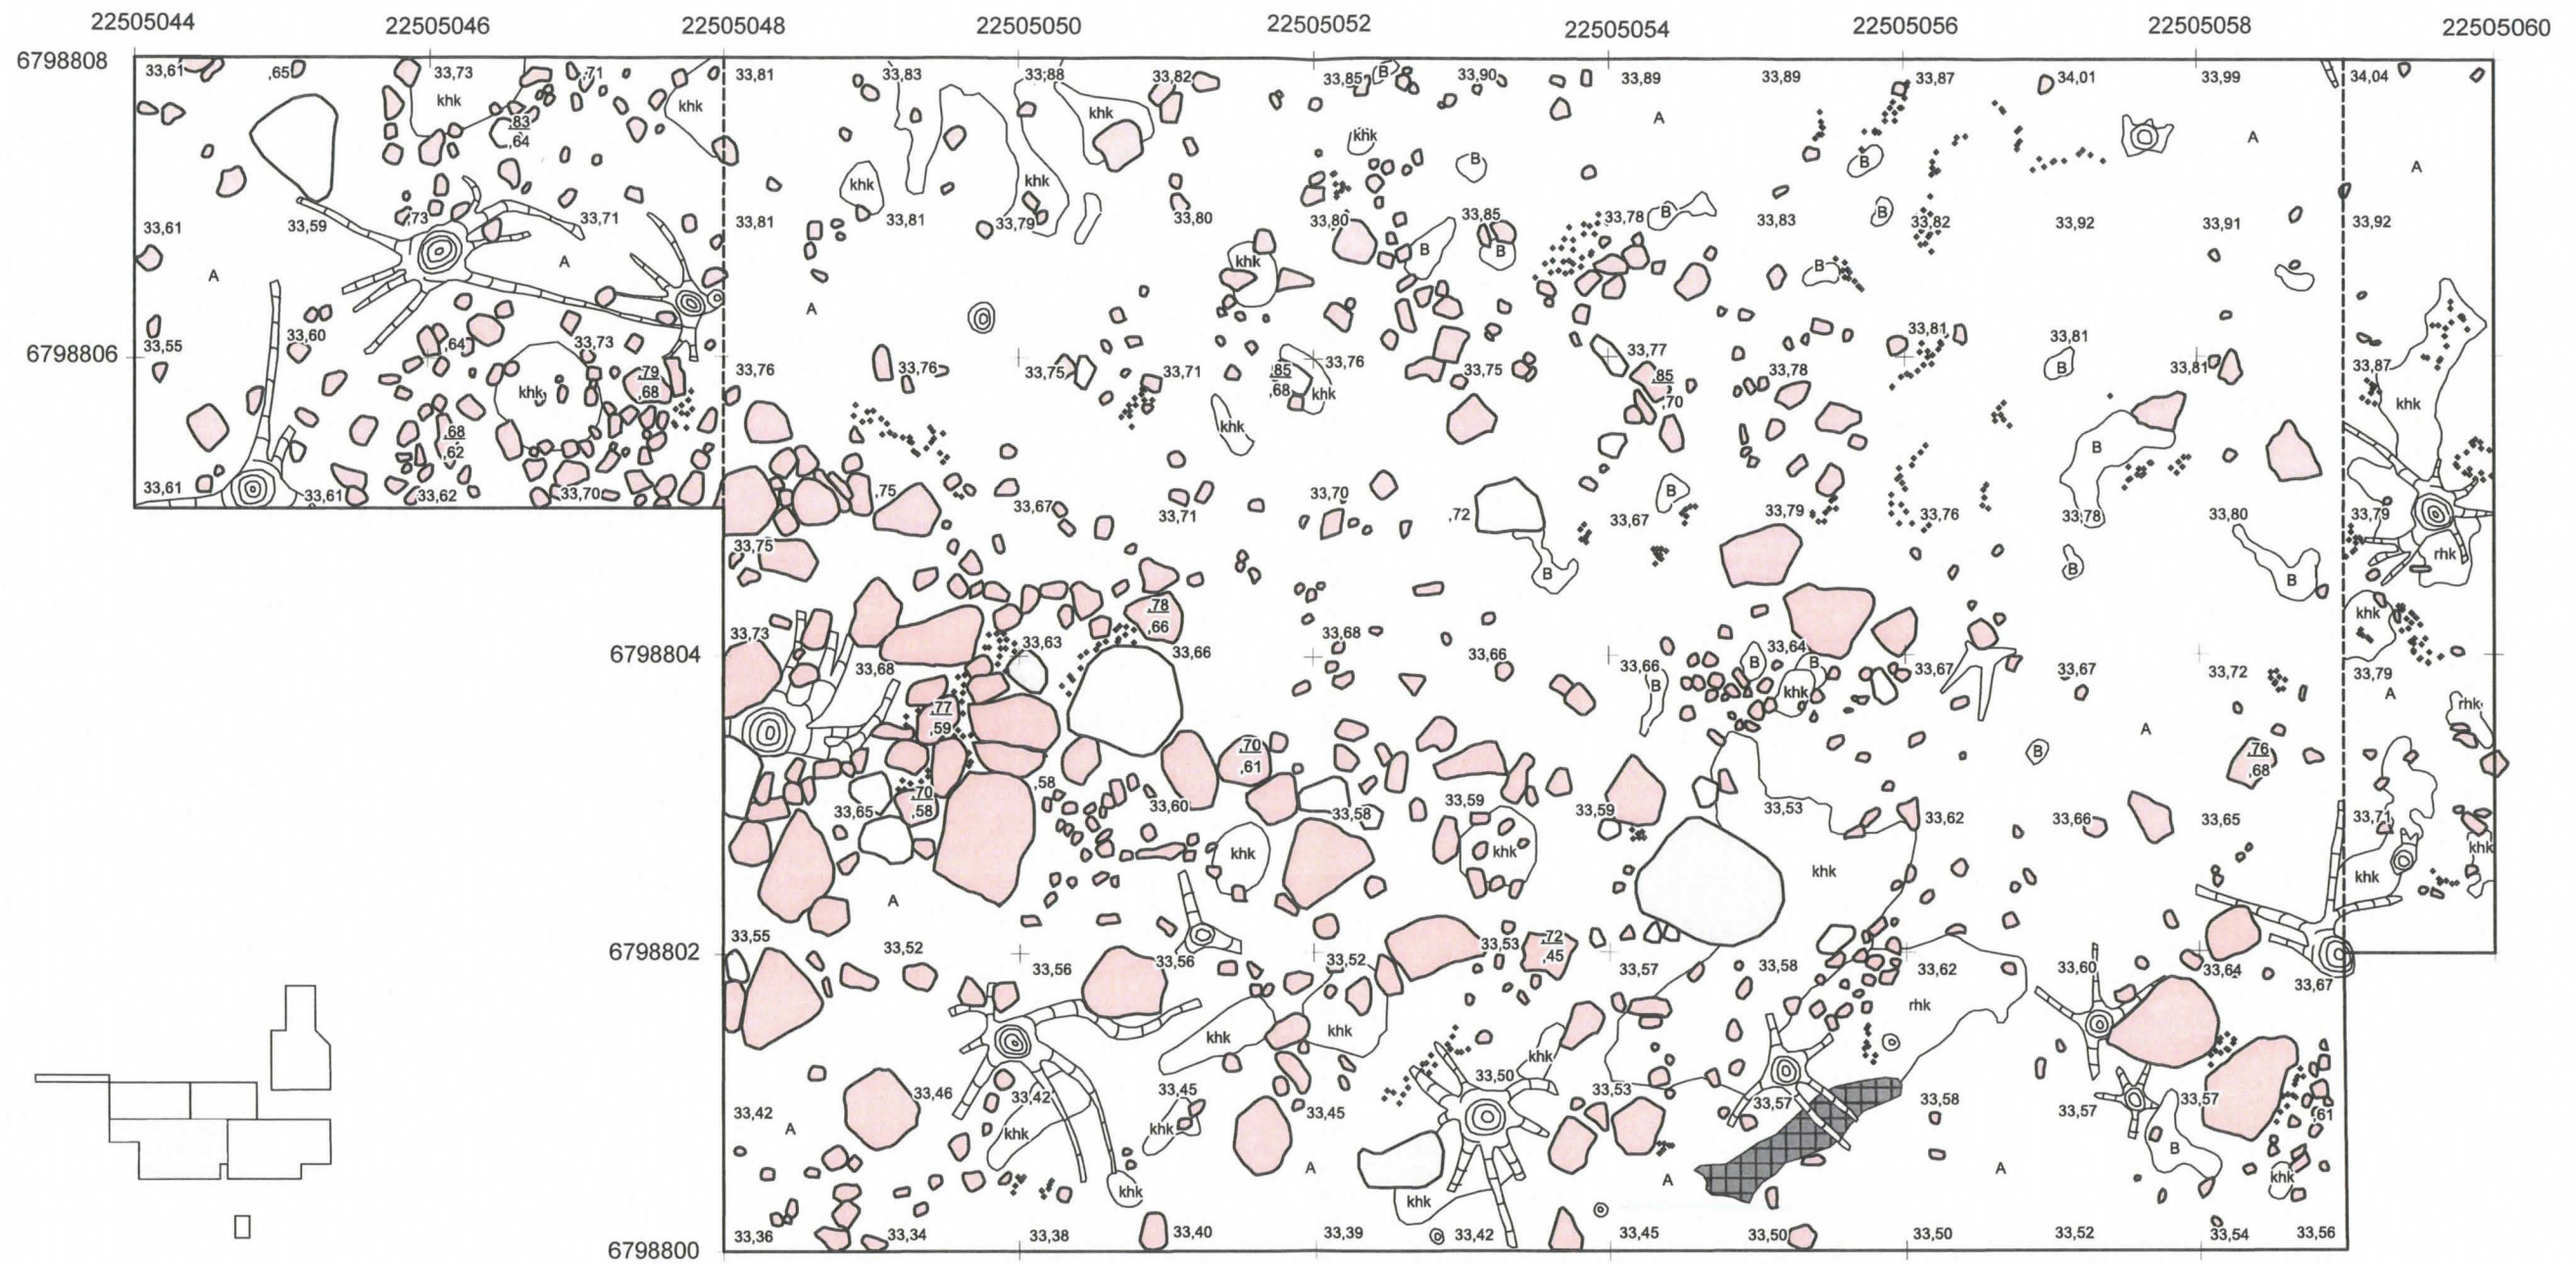 22505044 22505046 22505048 22505050 22505052 22505054 22505056 22505058 22505060
6798808
33,61 ,65 33,73 ,71 33,81 33,83 33,88 33,82 33,85 B 33,90 33,89 33,89 33,87 34,01 33,99 34,04
khk khk khk
,83 A
,64 khk B B A A
khk khk
33,61 33,59 ,73 33,71 33,81 33,81 33,79 33,80 33,80 33,85 33,78 B 33,83 B 33,82 33,92 33,91 33,92
A A khk B B B
A
33,60
33,55 ,64 33,73 33,81 33,81
6798806
33,76 33,76 33,75 33,71 ,85 33,76 33,75 33,77 33,78 B 33,81 33,87
khk ,79 ,68 khk ,85
,68 ,70 khk
,68 khk B
,62
33,61 33,61 33,62 33,70 ,75 33,67 33,71 33,70 ,72 33,67 B 33,79 33,76 33,78 33,80 33,79
33,75 B B B rhk
,78 khk
33,73 33,63 ,66 33,68
6798804
33,68 33,66 33,66 33,66 B 33,64 B 33,67 33,67 33,72 33,79
B khk A
,77 rhk
,59 A
,70 B ,76
,61 ,68
,70 ,58
33,65 ,58 33,60 33,58 33,59 33,59 33,53 33,62 33,66 33,65 33,71
khk khk khk khk khk
A
33,55 33,52 33,53 ,72
6798802
33,56 33,56 33,52 ,45 33,57 33,58 33,62 33,60 33,64 33,67
rhk
khk khk khk
33,42 33,46 33,42 33,45 33,45 33,50 33,53 33,57 33,58 33,57 33,57 ,61
A khk khk B
A A A khk
khk khk
33,36 33,34 33,38 33,40 33,39 33,42 33,45 33,50 33,50 33,52 33,54 33,56
6798800